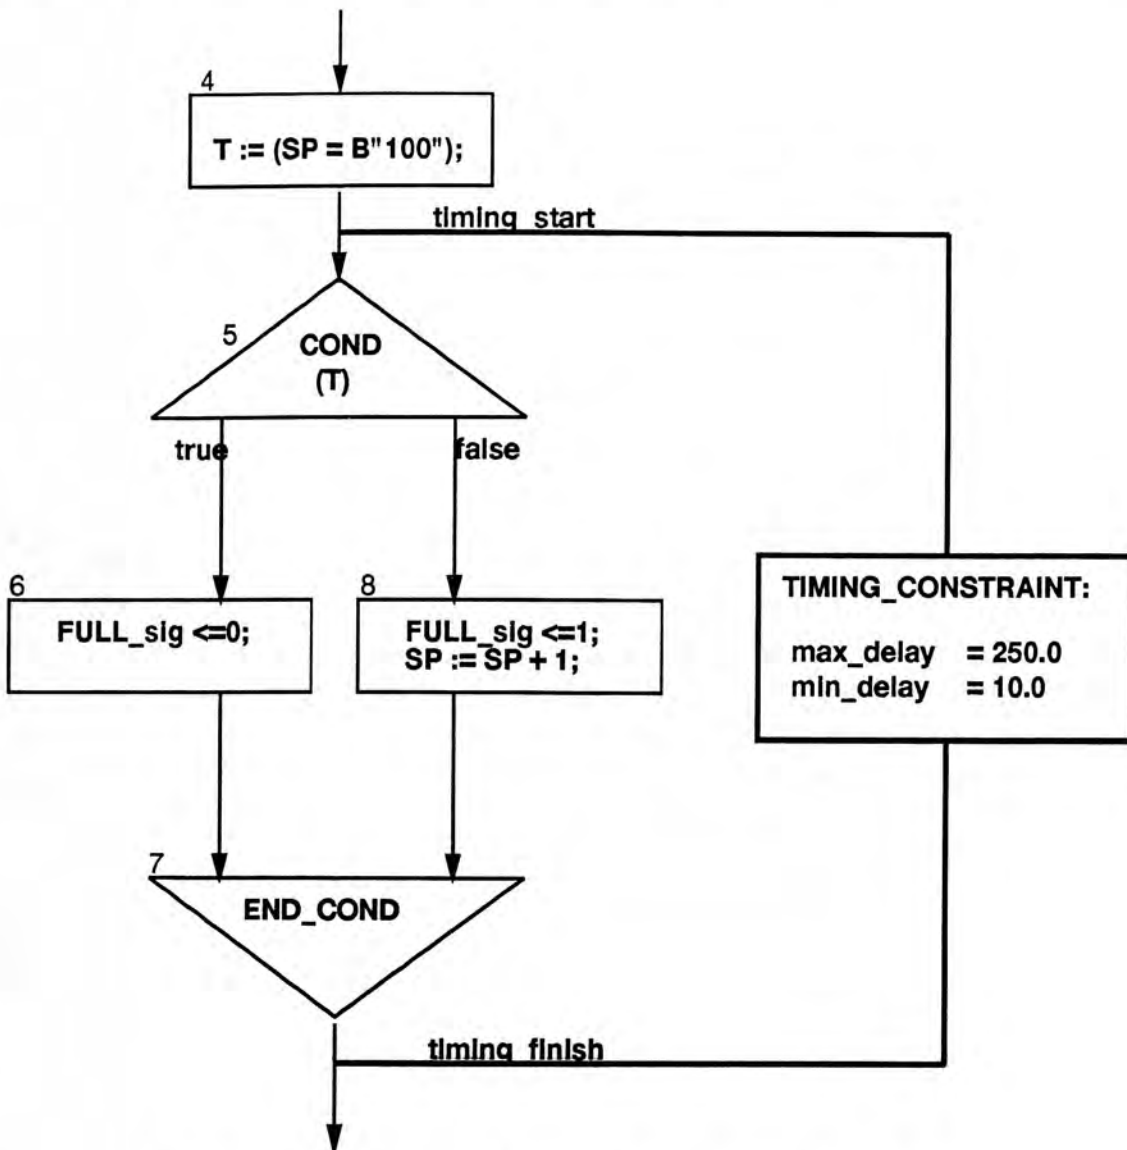 4
T := (SP = B"100");
timing_start
5
COND
(T)
true
false
6
FULL_sig <=0;
8
FULL_sig <=1;
SP := SP + 1;
TIMING_CONSTRAINT:
max_delay = 250.0
min_delay = 10.0
7
END_COND
timing_finish